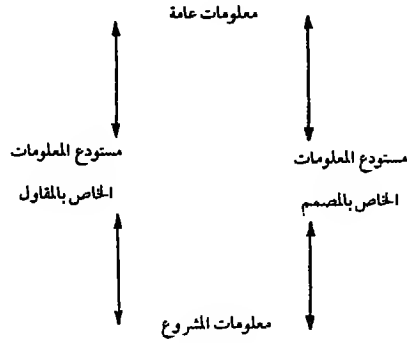 معلومات عامة
مستودع المعلومات
الخاص بالمصمم
مستودع المعلومات
الخاص بالمقاول
معلومات المشروع